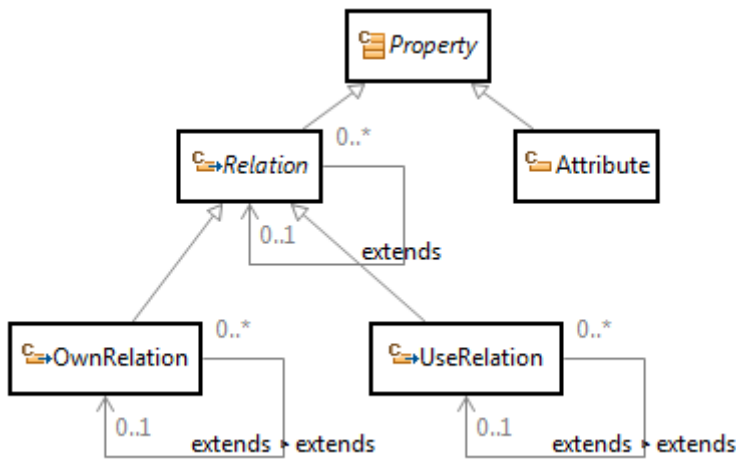 Property
0..*
Relation
Attribute
0..1
extends
0..*
0..*
OwnRelation
UseRelation
0..1
0..1
extends ‣ extends
extends ‣ extends